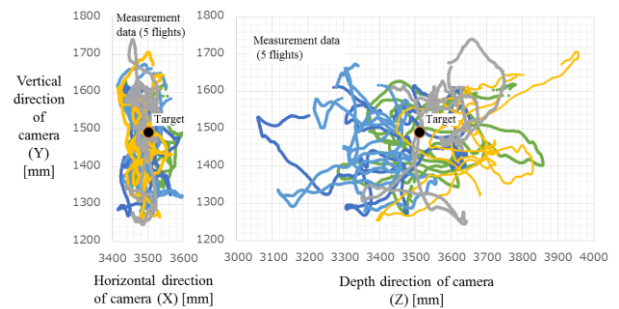 Measurement
data (5 flights)
1800
1700
1600
1500
1400
1300
1200
Target
3400 3500 3600
Vertical
direction
of
camera
(Y)
[mm]
Horizontal direction
of camera (X) [mm]
1800
1700
1600
1500
1400
1300
1200
Measurement data
(5 flights)
Target
3000 3100 3200 3300 3400 3500 3600 3700 3800 3900 4000
Depth direction of camera
(Z) [mm]